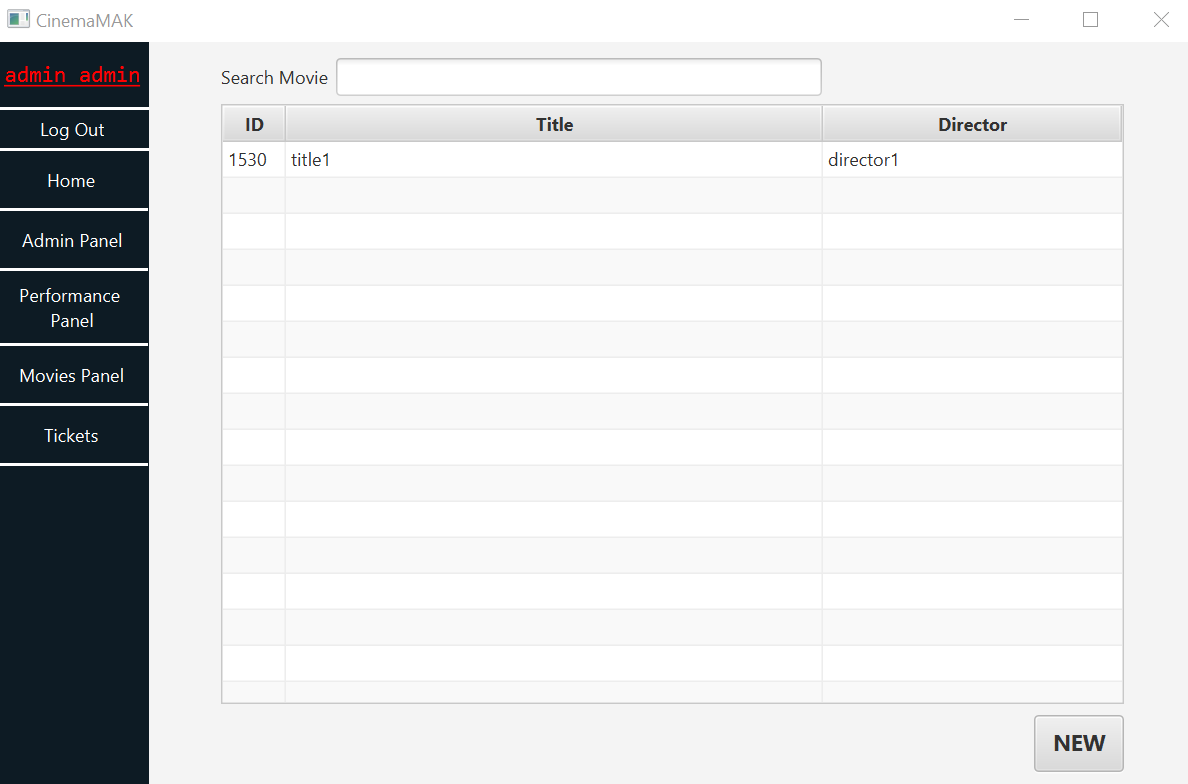 CinemaMAK
admin admin
Log Out
Home
Admin Panel
Performance
Panel
Movies Panel
Tickets
Search Movie
ID Title Director
1530 title1 director1
NEW